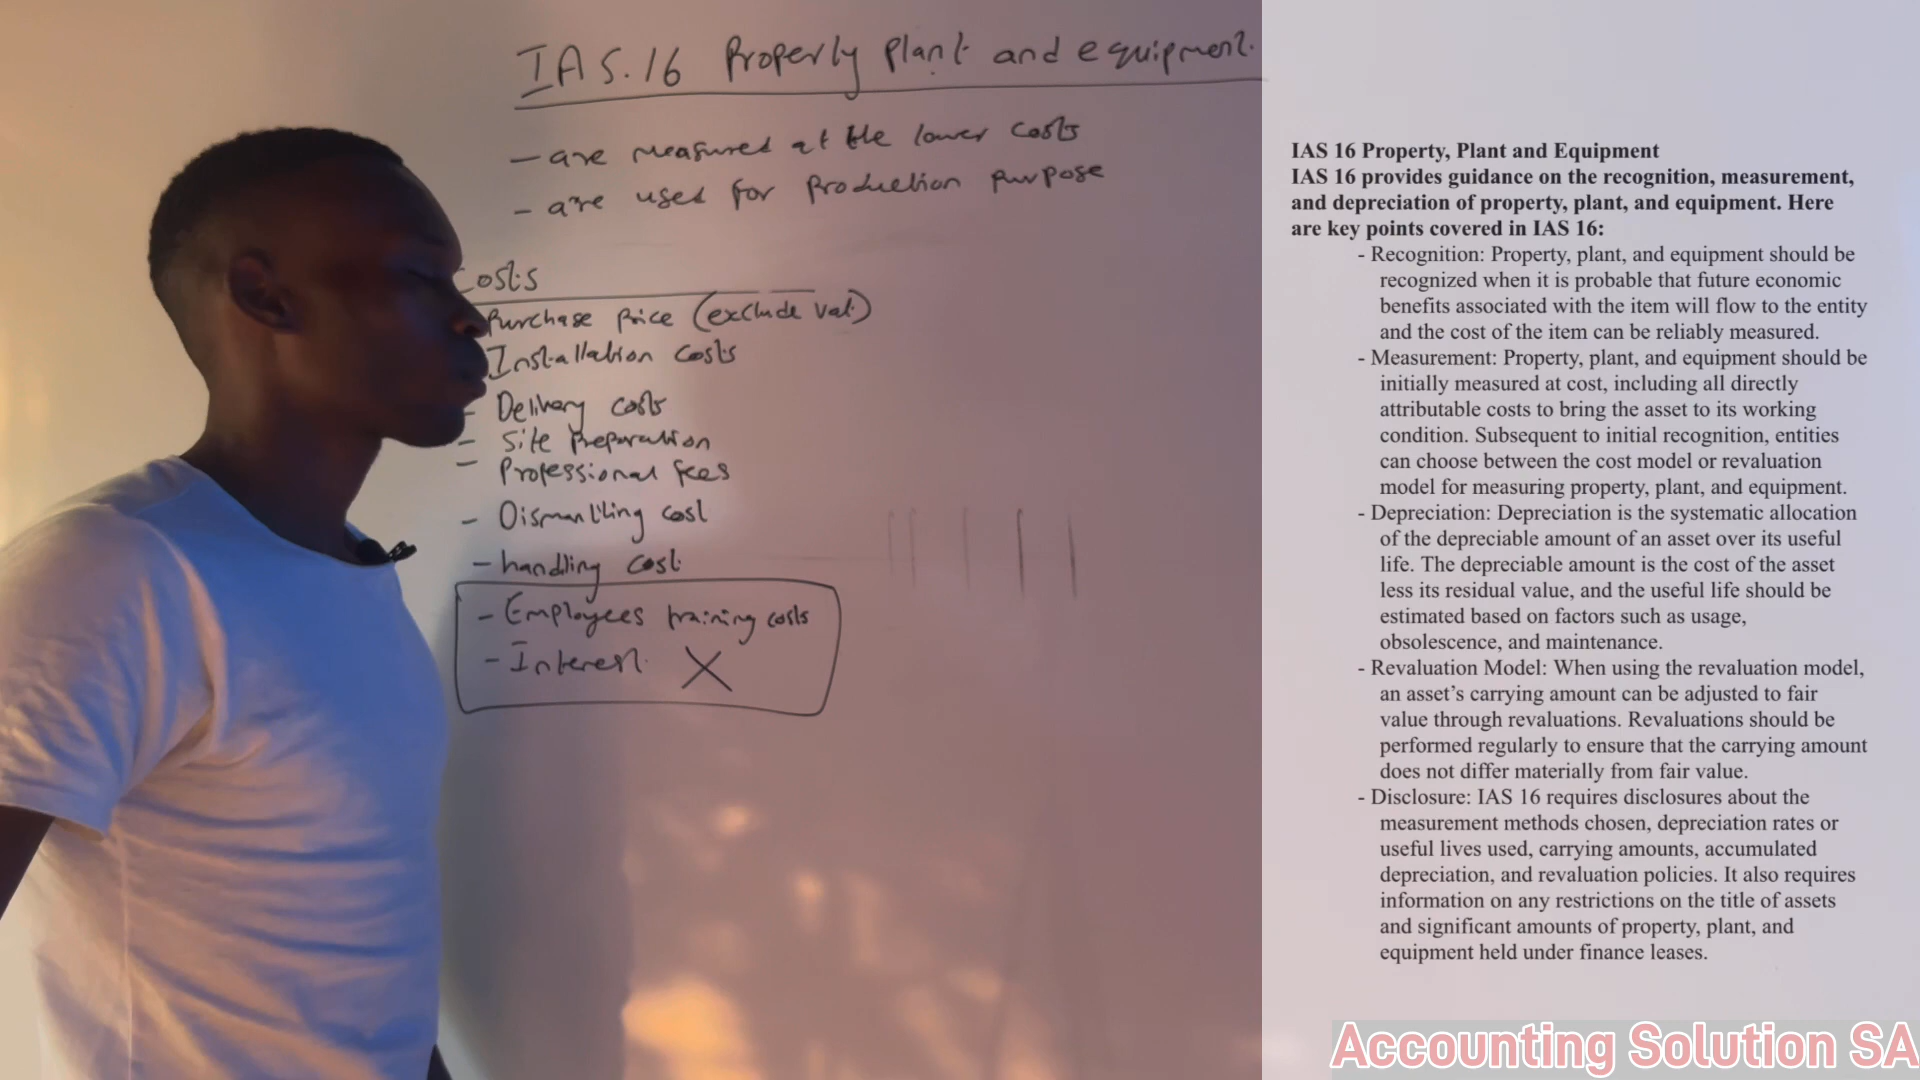 IAS.16 Property plant and equipment.
- are measured at the lower costs
- are used for production purpose
Costs
Purchase price (exclude vat)
Installation costs
- Delivery costs
- Site preparation
- Professional fees
- Dismantling cost
- handling cost
- Employees training costs
- Interest. X
IAS 16 Property, Plant and Equipment
IAS 16 provides guidance on the recognition, measurement,
and depreciation of property, plant, and equipment. Here
are key points covered in IAS 16:
- Recognition: Property, plant, and equipment should be
recognized when it is probable that future economic
benefits associated with the item will flow to the entity
and the cost of the item can be reliably measured.
- Measurement: Property, plant, and equipment should be
initially measured at cost, including all directly
attributable costs to bring the asset to its working
condition. Subsequent to initial recognition, entities
can choose between the cost model or revaluation
model for measuring property, plant, and equipment.
- Depreciation: Depreciation is the systematic allocation
of the depreciable amount of an asset over its useful
life. The depreciable amount is the cost of the asset
less its residual value, and the useful life should be
estimated based on factors such as usage,
obsolescence, and maintenance.
- Revaluation Model: When using the revaluation model,
an asset’s carrying amount can be adjusted to fair
value through revaluations. Revaluations should be
performed regularly to ensure that the carrying amount
does not differ materially from fair value.
- Disclosure: IAS 16 requires disclosures about the
measurement methods chosen, depreciation rates or
useful lives used, carrying amounts, accumulated
depreciation, and revaluation policies. It also requires
information on any restrictions on the title of assets
and significant amounts of property, plant, and
equipment held under finance leases.
Accounting Solution SA